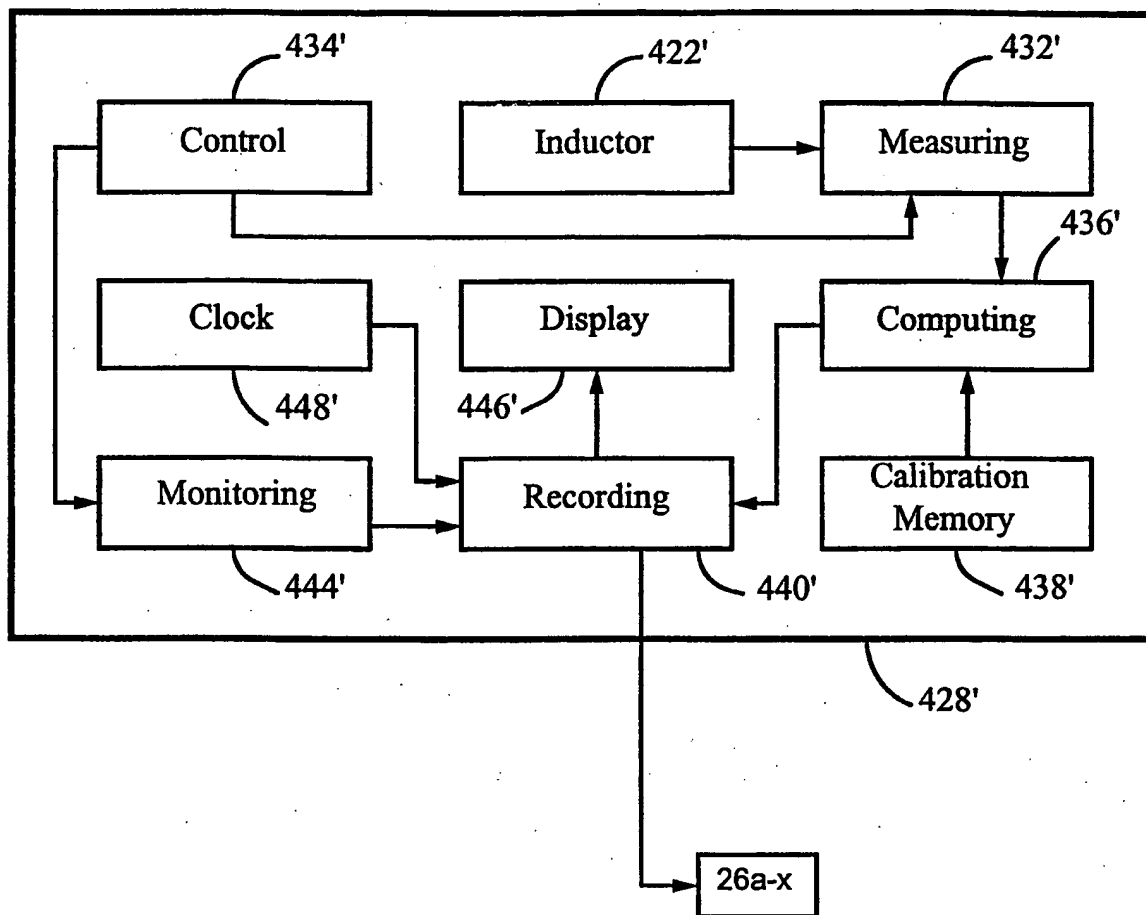 434'
422'
432'
Control
Inductor
Measuring
436'
Clock
Display
Computing
448'
446'
Monitoring
Recording
Calibration
Memory
444'
440'
438'
428'
26a-x